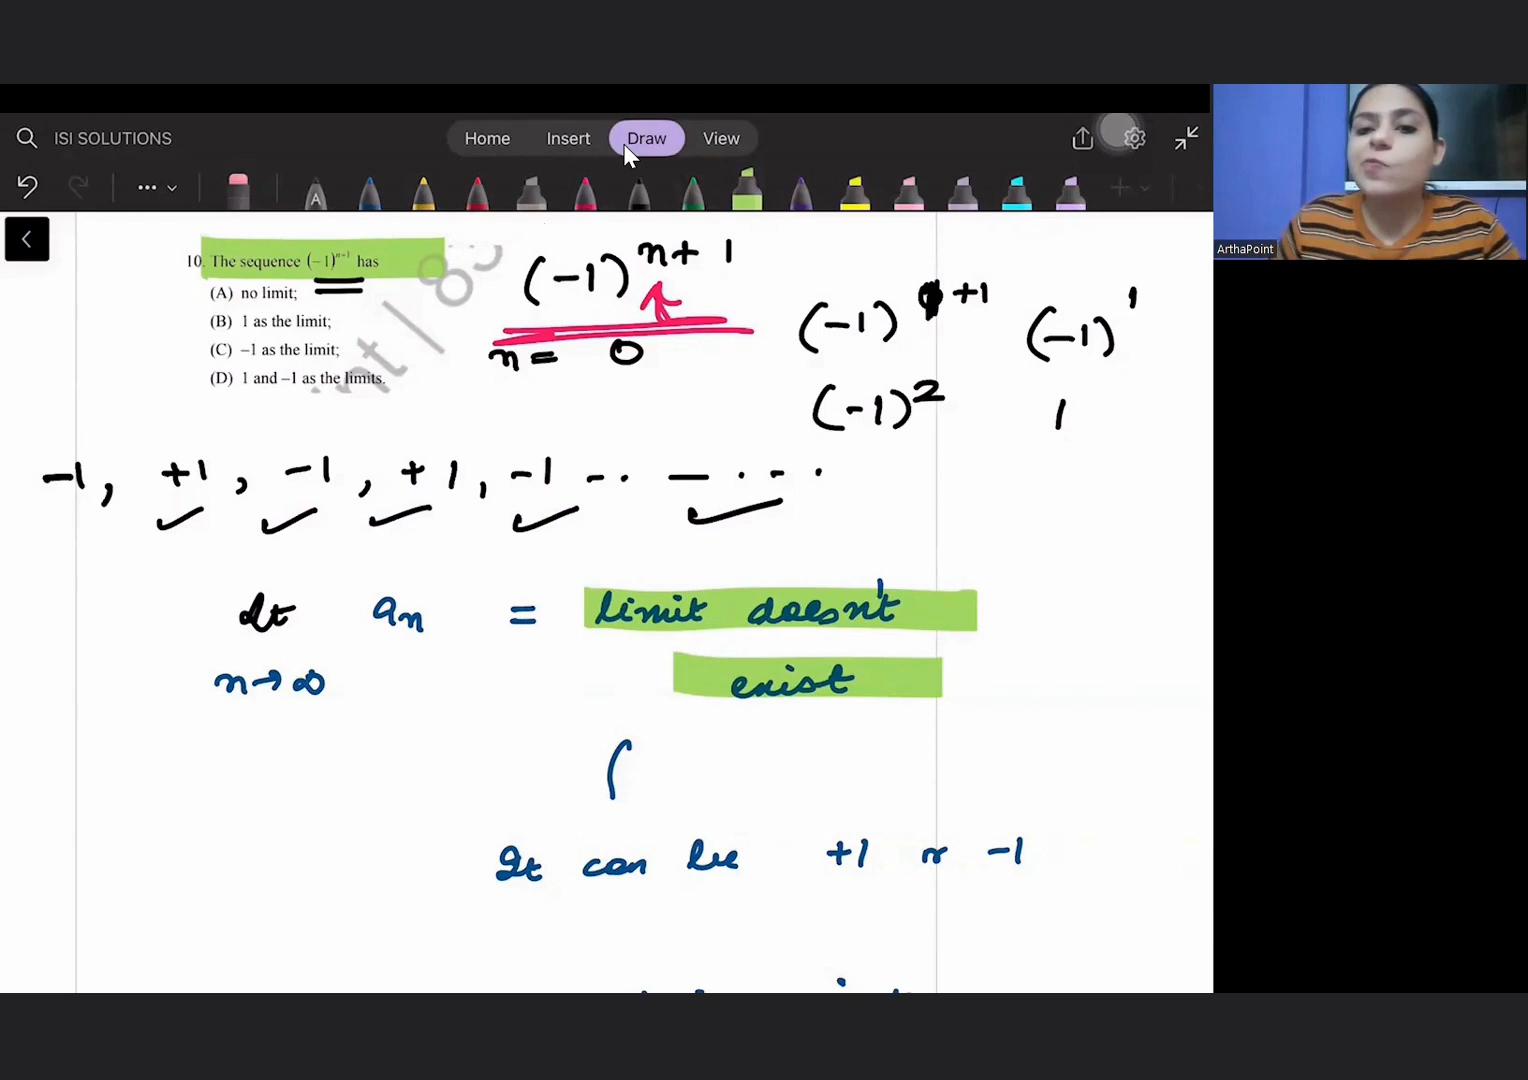 ISI SOLUTIONS
Home Insert Draw View
A
ArthaPoint
10. The sequence (−1)ⁿ⁺¹ has
(A) no limit;
(B) 1 as the limit;
(C) –1 as the limit;
(D) 1 and –1 as the limits.
int | 85
(-1)ⁿ⁺¹
n = 0
+1 (-1)¹
(-1)
(-1)² 1
-1, +1, -1, +1, -1 -.. — . - .
lt aₙ = limit doesn't
n→∞ exist
(
It can be +1 or -1